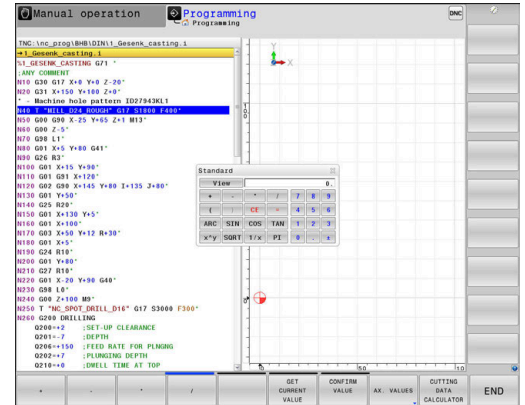 Manual operation
Programming
Programming
DNC
TNC:\nc_prog\BHB\DIN\1_Gesenk_casting.i
→1_Gesenk_casting.i
%1_GESENK_CASTING G71 *
;ANY COMMENT
N10 G30 G17 X+0 Y+0 Z-20*
N20 G31 X+150 Y+100 Z+0*
* - Machine hole pattern ID27943KL1
N40 T "MILL_D24_ROUGH" G17 S1800 F400*
N50 G00 G90 X-25 Y+65 Z+1 M13*
N60 G00 Z-5*
N70 G98 L1*
N80 G01 X+5 Y+80 G41*
N90 G26 R3*
N100 G01 X+15 Y+90*
N110 G01 G91 X+120*
N120 G02 G90 X+145 Y+80 I+135 J+80*
N130 G01 Y+50*
N140 G25 R20*
N150 G01 X+130 Y+5*
N160 G01 X+100*
N170 G03 X+50 Y+12 R+30*
N180 G01 X+5*
N190 G24 R10*
N200 G01 Y+80*
N210 G27 R10*
N220 G01 X-20 Y+90 G40*
N230 G98 L0*
N240 G00 Z+100 M9*
N250 T "NC_SPOT_DRILL_D16" G17 S3000 F300*
N260 G200 DRILLING
Q200=+2 ;SET-UP CLEARANCE
Q201=-7 ;DEPTH
Q206=+150 ;FEED RATE FOR PLNGNG
Q202=+7 ;PLUNGING DEPTH
Q210=+0 ;DWELL TIME AT TOP
Y
X
100
0
0
50
10
Standard
View
0.
+ - * / 7 8 9
( ) CE = 4 5 6
ARC SIN COS TAN 1 2 3
x^y SQRT 1/x PI 0 . ±
+
-
*
/
GET CURRENT VALUE
CONFIRM VALUE
AX. VALUES
CUTTING DATA CALCULATOR
END